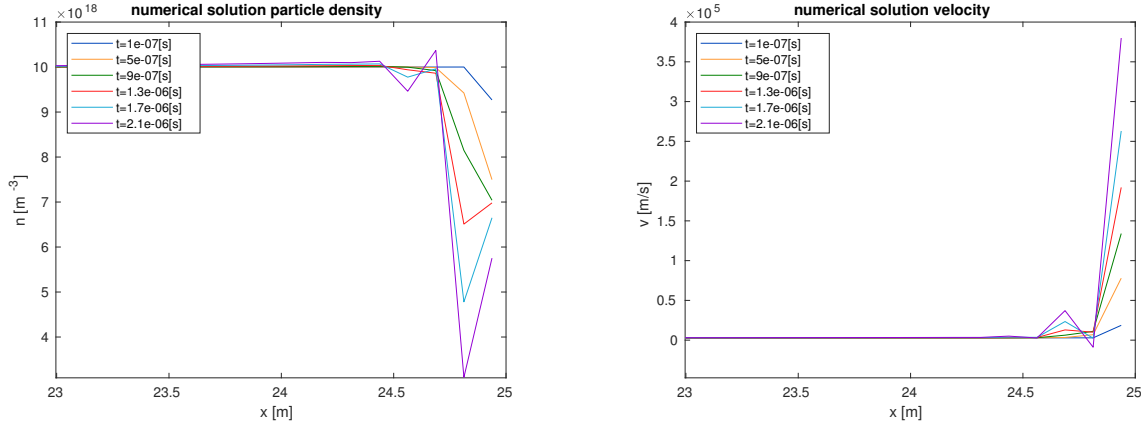 numerical solution particle density
×10^18
11
10
9
8
7
6
5
4
n [m^-3]
t=1e-07[s]
t=5e-07[s]
t=9e-07[s]
t=1.3e-06[s]
t=1.7e-06[s]
t=2.1e-06[s]
23
23.5
24
24.5
25
x [m]
numerical solution velocity
×10^5
4
3.5
3
2.5
2
1.5
1
0.5
0
v [m/s]
t=1e-07[s]
t=5e-07[s]
t=9e-07[s]
t=1.3e-06[s]
t=1.7e-06[s]
t=2.1e-06[s]
23
23.5
24
24.5
25
x [m]